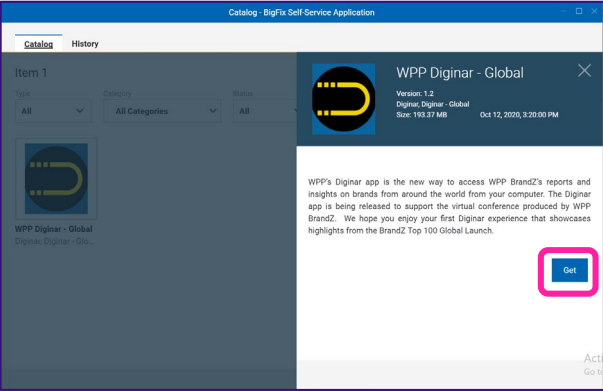 Catalog - BigFix Self-Service Application
Catalog History
Item 1
Type Category Status
All All Categories All
WPP Diginar - Global
Diginar, Diginar - Glo...
WPP Diginar - Global
Version: 1.2
Diginar, Diginar - Global
Size: 193.37 MB Oct 12, 2020, 3:20:00 PM
WPP's Diginar app is the new way to access WPP BrandZ's reports and
insights on brands from around the world from your computer. The Diginar
app is being released to support the virtual conference produced by WPP
BrandZ. We hope you enjoy your first Diginar experience that showcases
highlights from the BrandZ Top 100 Global Launch.
Get
Acti
Go to